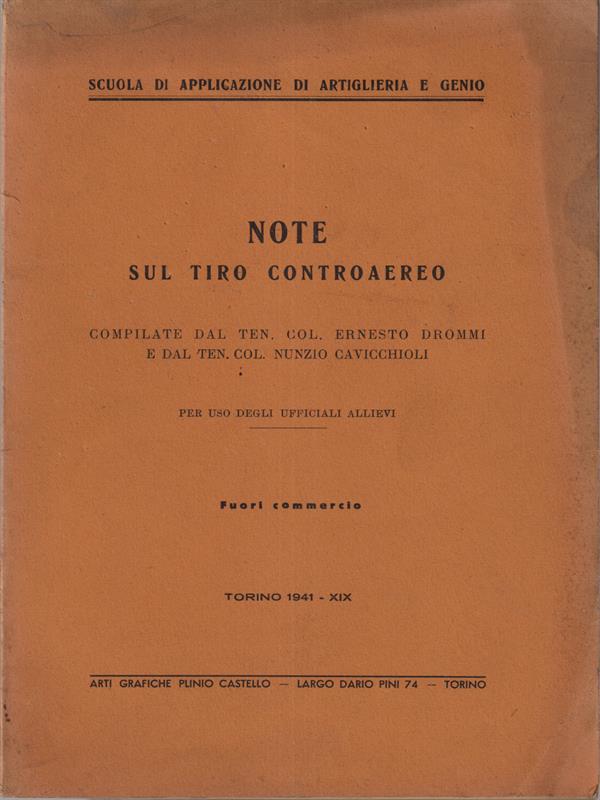 SCUOLA DI APPLICAZIONE DI ARTIGLIERIA E GENIO
NOTE
SUL TIRO CONTROAEREO
COMPILATE DAL TEN. COL. ERNESTO DROMMI
E DAL TEN. COL. NUNZIO CAVICCHIOLI
PER USO DEGLI UFFICIALI ALLIEVI
Fuori commercio
TORINO 1941 - XIX
ARTI GRAFICHE PLINIO CASTELLO — LARGO DARIO PINI 74 — TORINO